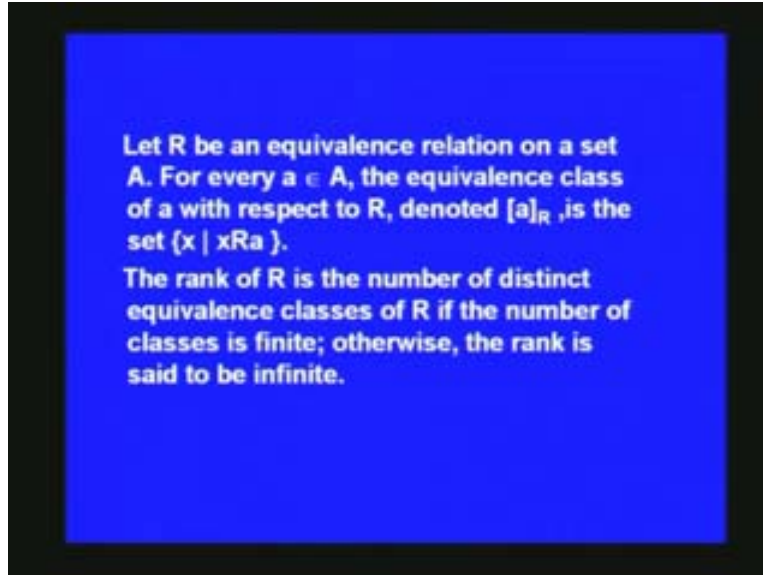 Let R be an equivalence relation on a set
A. For every a ∈ A, the equivalence class
of a with respect to R, denoted [a]R ,is the
set {x | xRa }.
The rank of R is the number of distinct
equivalence classes of R if the number of
classes is finite; otherwise, the rank is
said to be infinite.